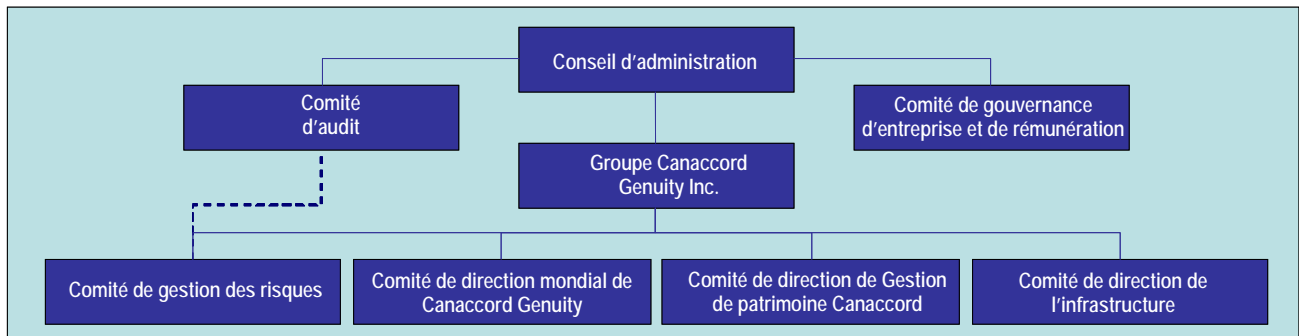 Conseil d'administration
Comité
d'audit
Comité de gouvernance
d'entreprise et de rémunération
Groupe Canaccord
Genuity Inc.
Comité de gestion des risques
Comité de direction mondial de
Canaccord Genuity
Comité de direction de Gestion
de patrimoine Canaccord
Comité de direction de
l'infrastructure